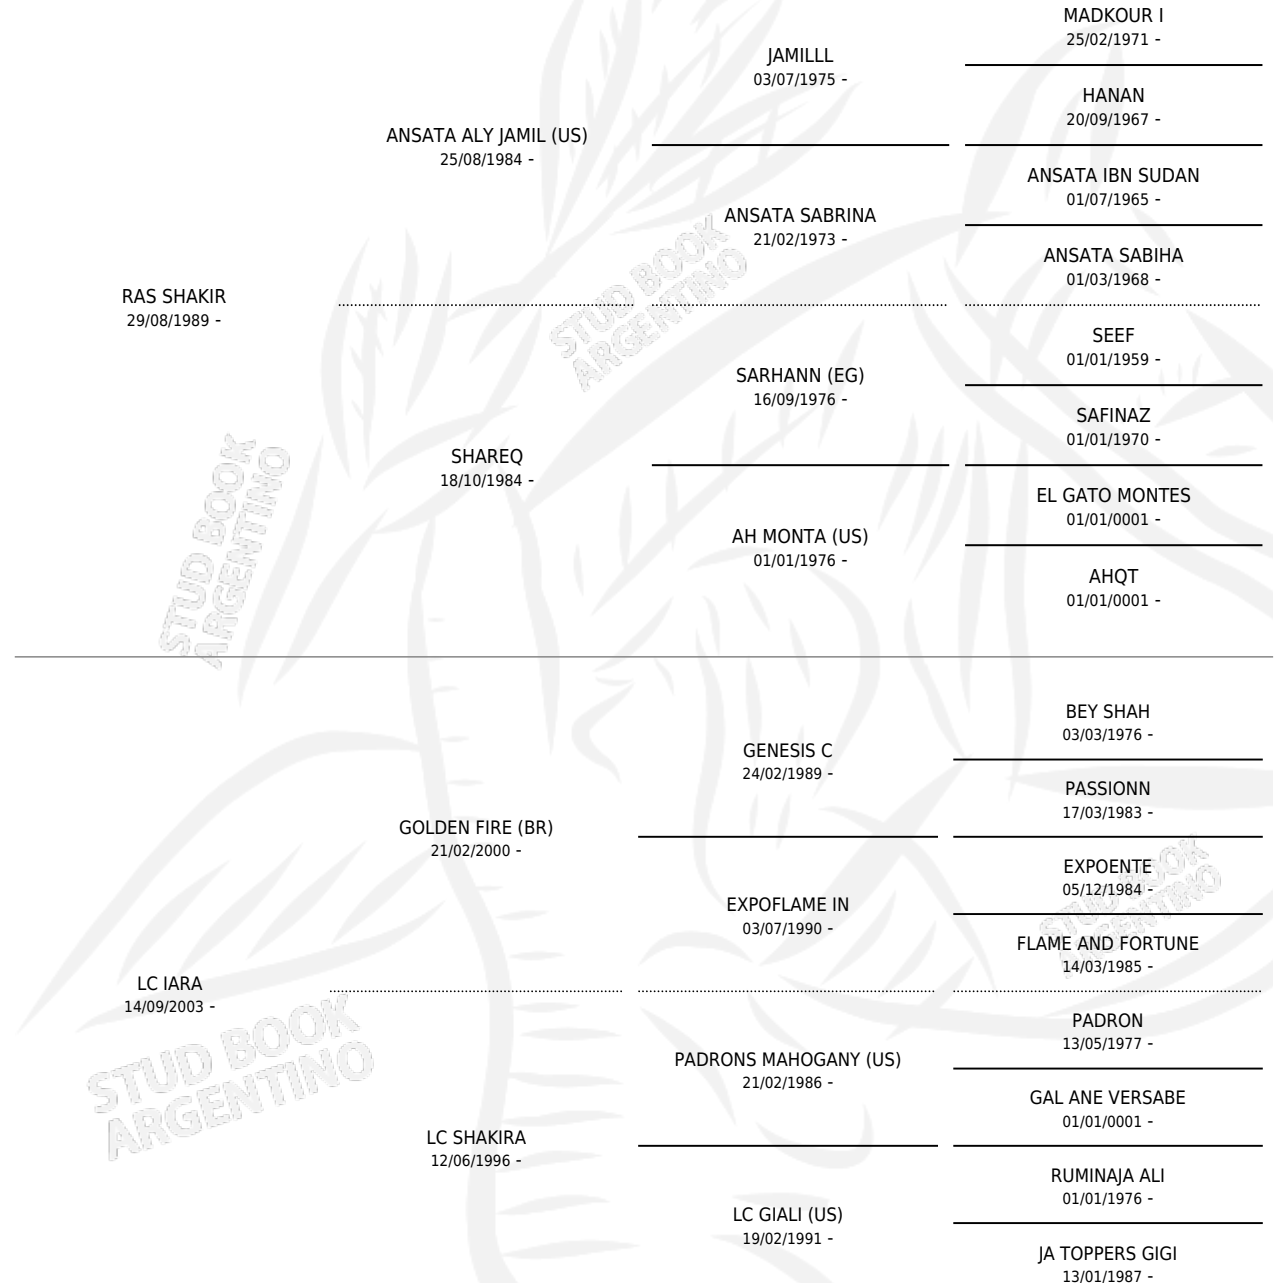 MADKOUR I
25/02/1971 -
JAMILLL
03/07/1975 -
HANAN
20/09/1967 -
ANSATA ALY JAMIL (US)
25/08/1984 -
ANSATA IBN SUDAN
01/07/1965 -
ANSATA SABRINA
21/02/1973 -
ANSATA SABIHA
01/03/1968 -
RAS SHAKIR
29/08/1989 -
STUD BOOK
ARGENTINO
SEEF
01/01/1959 -
SARHANN (EG)
16/09/1976 -
SAFINAZ
01/01/1970 -
SHAREQ
18/10/1984 -
EL GATO MONTES
01/01/0001 -
AH MONTA (US)
01/01/1976 -
AHQT
01/01/0001 -
STUD BOOK
ARGENTINO
BEY SHAH
03/03/1976 -
GENESIS C
24/02/1989 -
PASSIONN
17/03/1983 -
GOLDEN FIRE (BR)
21/02/2000 -
EXPOENTE
05/12/1984 -
EXPOFLAME IN
03/07/1990 -
FLAME AND FORTUNE
14/03/1985 -
STUD BOOK
ARGENTINO
LC IARA
14/09/2003 -
PADRON
13/05/1977 -
PADRONS MAHOGANY (US)
21/02/1986 -
GAL ANE VERSABE
01/01/0001 -
STUD BOOK
ARGENTINO
LC SHAKIRA
12/06/1996 -
RUMINAJA ALI
01/01/1976 -
LC GIALI (US)
19/02/1991 -
JA TOPPERS GIGI
13/01/1987 -